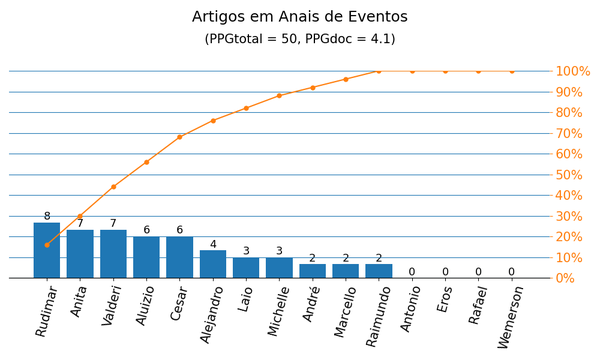 Artigos em Anais de Eventos
(PPGtotal = 50, PPGdoc = 4.1)
100%
90%
80%
70%
60%
50%
40%
30%
20%
10%
0%
8
7
7
6
6
4
3
3
2
2
2
0
0
0
0
Rudimar
Anita
Valderi
Aluizio
Cesar
Alejandro
Laio
Michelle
André
Marcello
Raimundo
Antonio
Eros
Rafael
Wemerson